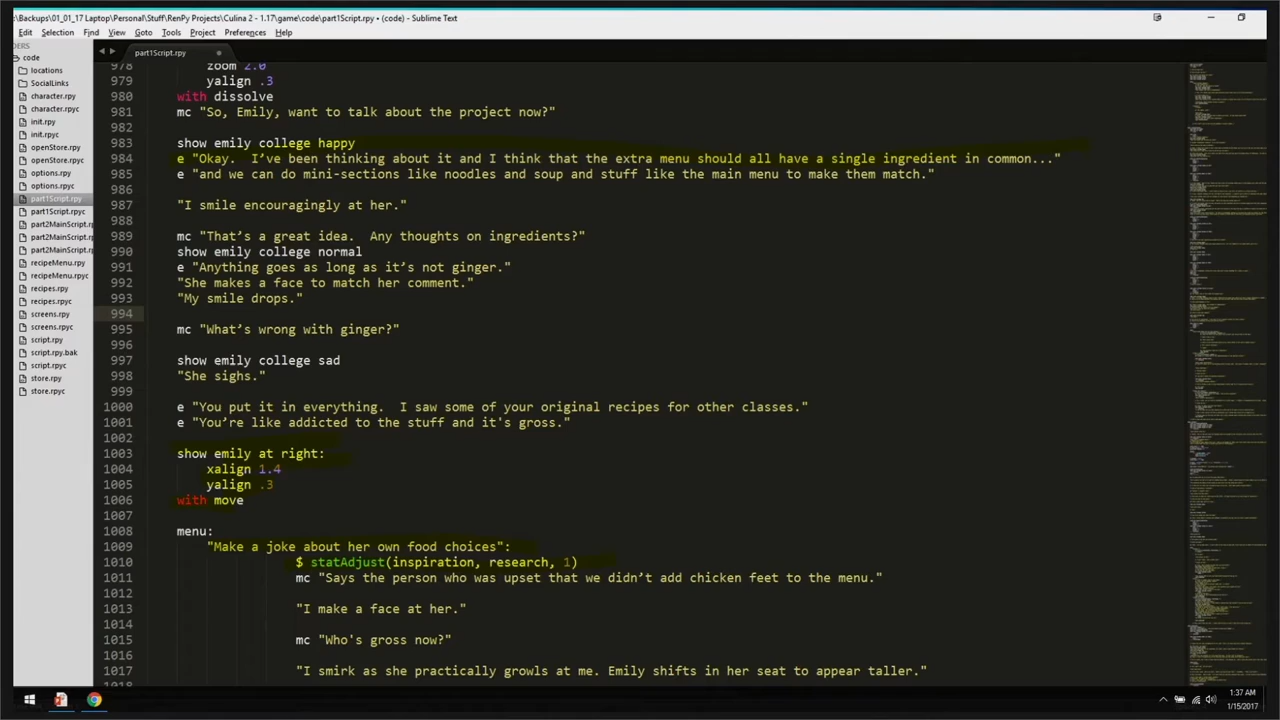 :\Backups\01_01_17 Laptop\Personal\Stuff\RenPy Projects\Culina 2 - 1.17\game\code\part1Script.rpy • (code) - Sublime Text
Edit Selection Find View Goto Tools Project Preferences Help
DERS
code
locations
SocialLinks
character.rpy
character.rpyc
init.rpy
init.rpyc
openStore.rpy
openStore.rpyc
options.rpy
options.rpyc
part1Script.rpy
part1Script.rpyc
part2MainScript.rpy
part2MainScript.rp
part2MainScript.rp
recipeMenu.rpy
recipeMenu.rpyc
recipes.rpy
recipes.rpyc
screens.rpy
screens.rpyc
script.rpy
script.rpy.bak
script.rpyc
store.rpy
store.rpyc
part1Script.rpy
978 zoom 2.0
979 yalign .3
980 with dissolve
981 mc "So, Emily, want to talk about the project now?"
982
983 show emily college happy
984 e "Okay. I've been thinking about it and decided that the extra menu should all have a single ingredient in common..."
985 e "and we can do mini-sections like noodles and soup and stuff like the main menu to make them match."
986
987 "I smile encouragingly at her."
988
989 mc "That's a great idea. Any thoughts on ingredients?"
990 show emily college normal
991 e "Anything goes as long as it's not ginger."
992 "She makes a face to match her comment."
993 "My smile drops."
994
995 mc "What's wrong with ginger?"
996
997 show emily college sad
998 "She sighs."
999
1000 e "You put it in everything. I saw some of your original recipes for other classes."
1001 e "You're like addicted to the stuff and it's gross."
1002
1003 show emily at right:
1004 xalign 1.4
1005 yalign .3
1006 with move
1007
1008 menu:
1009 "Make a joke about her own food choices"
1010 $ statAdjust(inspiration, research, 1)
1011 mc "Says the person who was upset that we didn't add chicken feet to the menu."
1012
1013 "I make a face at her."
1014
1015 mc "Who's gross now?"
1016
1017 as she at me. Emily shifts in her seat to appear taller."
1018
1:37 AM
1/15/2017